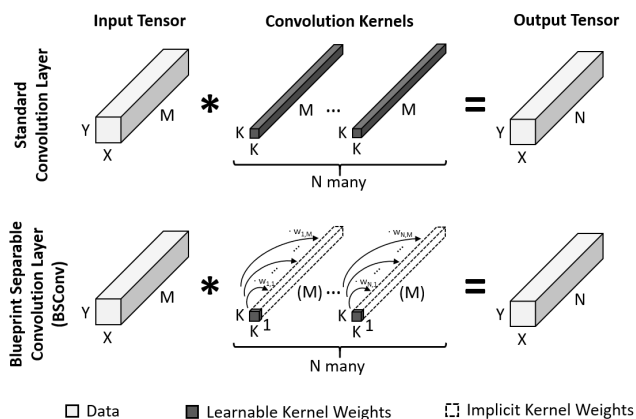 Input Tensor Convolution Kernels Output Tensor
Standard
Convolution Layer
Y X M * K K M ... K K M = Y X N
N many
Blueprint Separable
Convolution Layer
(BSConv)
Y X M * · w1,M ... · w1,1 (M) K K 1 ... · wN,M ... · wN,1 (M) K K 1 = Y X N
N many
Data Learnable Kernel Weights Implicit Kernel Weights